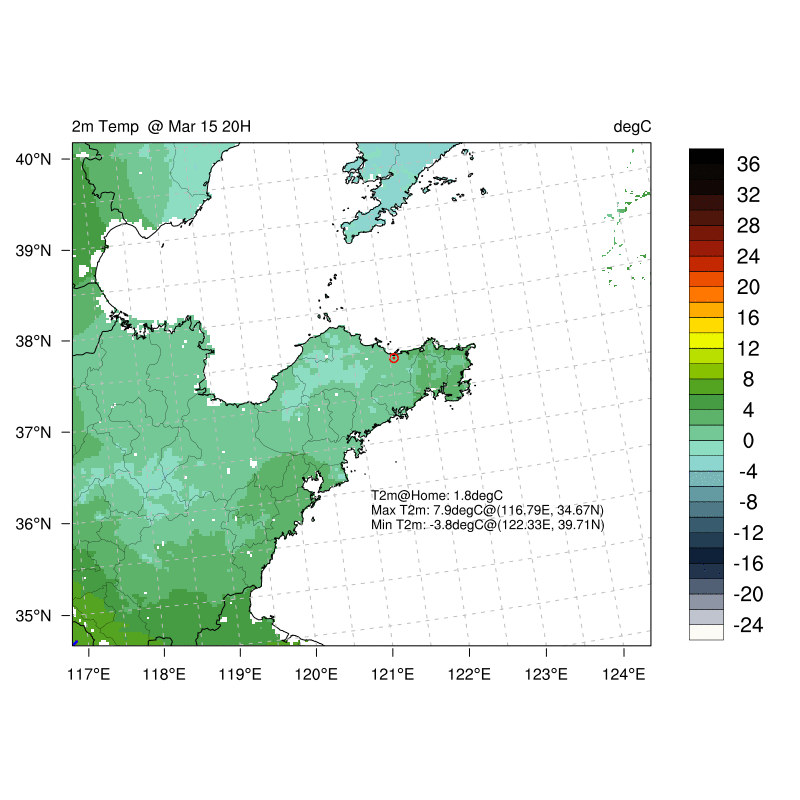 2m Temp  @ Mar 15 20H
degC
40°N
39°N
38°N
37°N
36°N
35°N
117°E
118°E
119°E
120°E
121°E
122°E
123°E
124°E
T2m@Home: 1.8degC
Max T2m: 7.9degC@(116.79E, 34.67N)
Min T2m: -3.8degC@(122.33E, 39.71N)
36
32
28
24
20
16
12
8
4
0
-4
-8
-12
-16
-20
-24